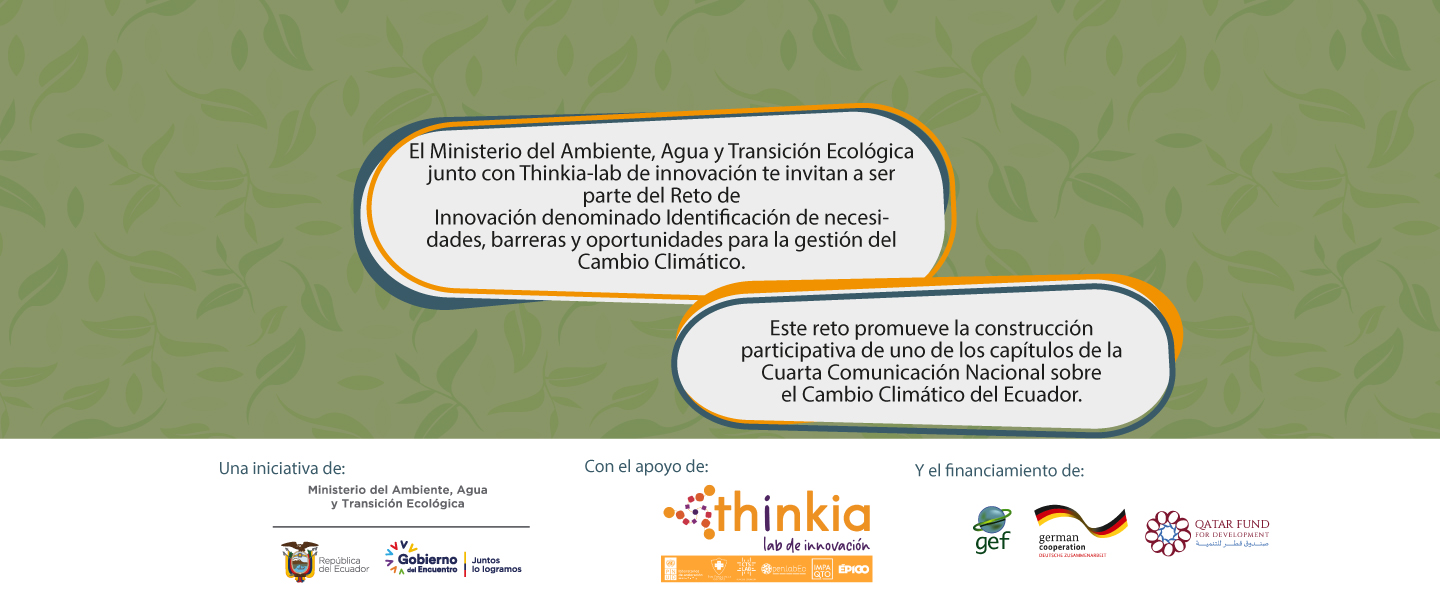 El Ministerio del Ambiente, Agua y Transición Ecológica
junto con Thinkia-lab de innovación te invitan a ser
parte del Reto de
Innovación denominado Identificación de necesi-
dades, barreras y oportunidades para la gestión del
Cambio Climático.
Este reto promueve la construcción
participativa de uno de los capítulos de la
Cuarta Comunicación Nacional sobre
el Cambio Climático del Ecuador.
Una iniciativa de:
Ministerio del Ambiente, Agua
y Transición Ecológica
República
del Ecuador
Gobierno
del Encuentro
Juntos
lo logramos
Con el apoyo de:
thinkia
lab de innovación
IMPA
QTO
ÉPICO
Y el financiamiento de:
gef
german
cooperation
DEUTSCHE ZUSAMMENARBEIT
QATAR FUND
FOR DEVELOPMENT
صندوق قطر للتنمية